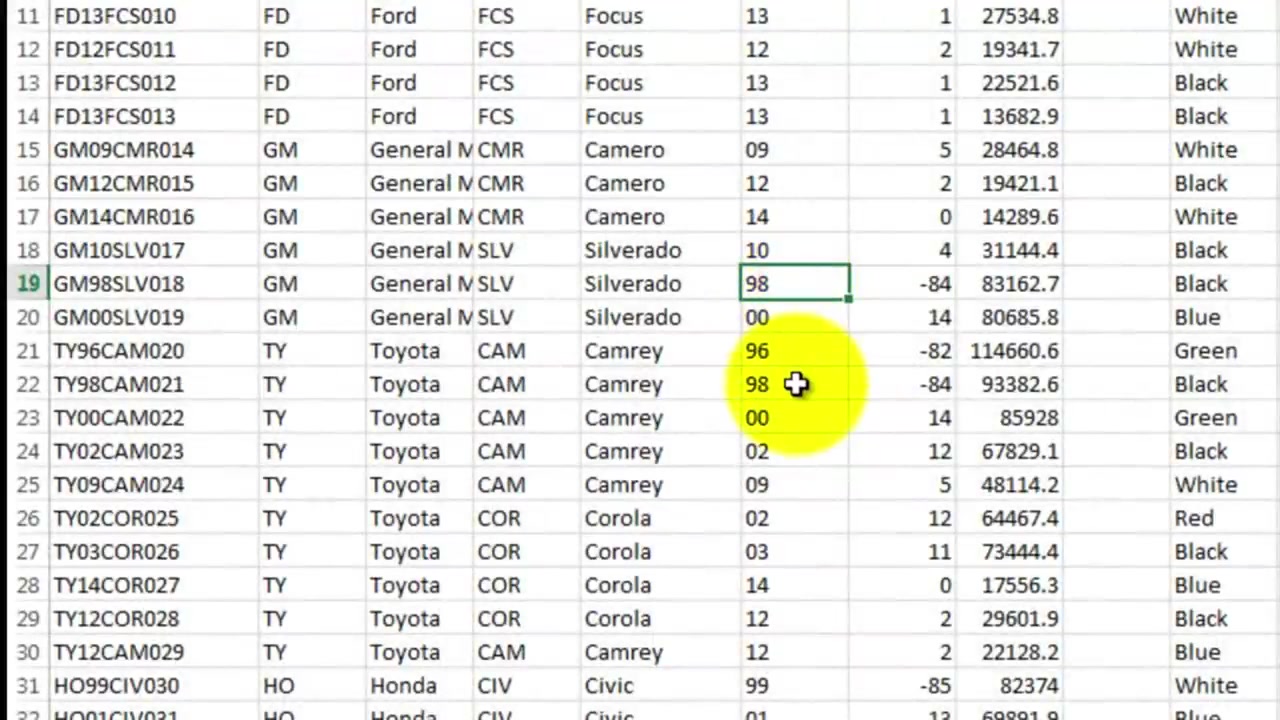 11 FD13FCS010 FD Ford FCS Focus 13 1 27534.8 White
12 FD12FCS011 FD Ford FCS Focus 12 2 19341.7 White
13 FD13FCS012 FD Ford FCS Focus 13 1 22521.6 Black
14 FD13FCS013 FD Ford FCS Focus 13 1 13682.9 Black
15 GM09CMR014 GM General M CMR Camero 09 5 28464.8 White
16 GM12CMR015 GM General M CMR Camero 12 2 19421.1 Black
17 GM14CMR016 GM General M CMR Camero 14 0 14289.6 White
18 GM10SLV017 GM General M SLV Silverado 10 4 31144.4 Black
19 GM98SLV018 GM General M SLV Silverado 98 -84 83162.7 Black
20 GM00SLV019 GM General M SLV Silverado 00 14 80685.8 Blue
21 TY96CAM020 TY Toyota CAM Camrey 96 -82 114660.6 Green
22 TY98CAM021 TY Toyota CAM Camrey 98 -84 93382.6 Black
23 TY00CAM022 TY Toyota CAM Camrey 00 14 85928 Green
24 TY02CAM023 TY Toyota CAM Camrey 02 12 67829.1 Black
25 TY09CAM024 TY Toyota CAM Camrey 09 5 48114.2 White
26 TY02COR025 TY Toyota COR Corola 02 12 64467.4 Red
27 TY03COR026 TY Toyota COR Corola 03 11 73444.4 Black
28 TY14COR027 TY Toyota COR Corola 14 0 17556.3 Blue
29 TY12COR028 TY Toyota COR Corola 12 2 29601.9 Black
30 TY12CAM029 TY Toyota CAM Camrey 12 2 22128.2 Blue
31 HO99CIV030 HO Honda CIV Civic 99 -85 82374 White
32 HO01CIV031 HO Honda CIV Civic 01 13 69891.9 Blue